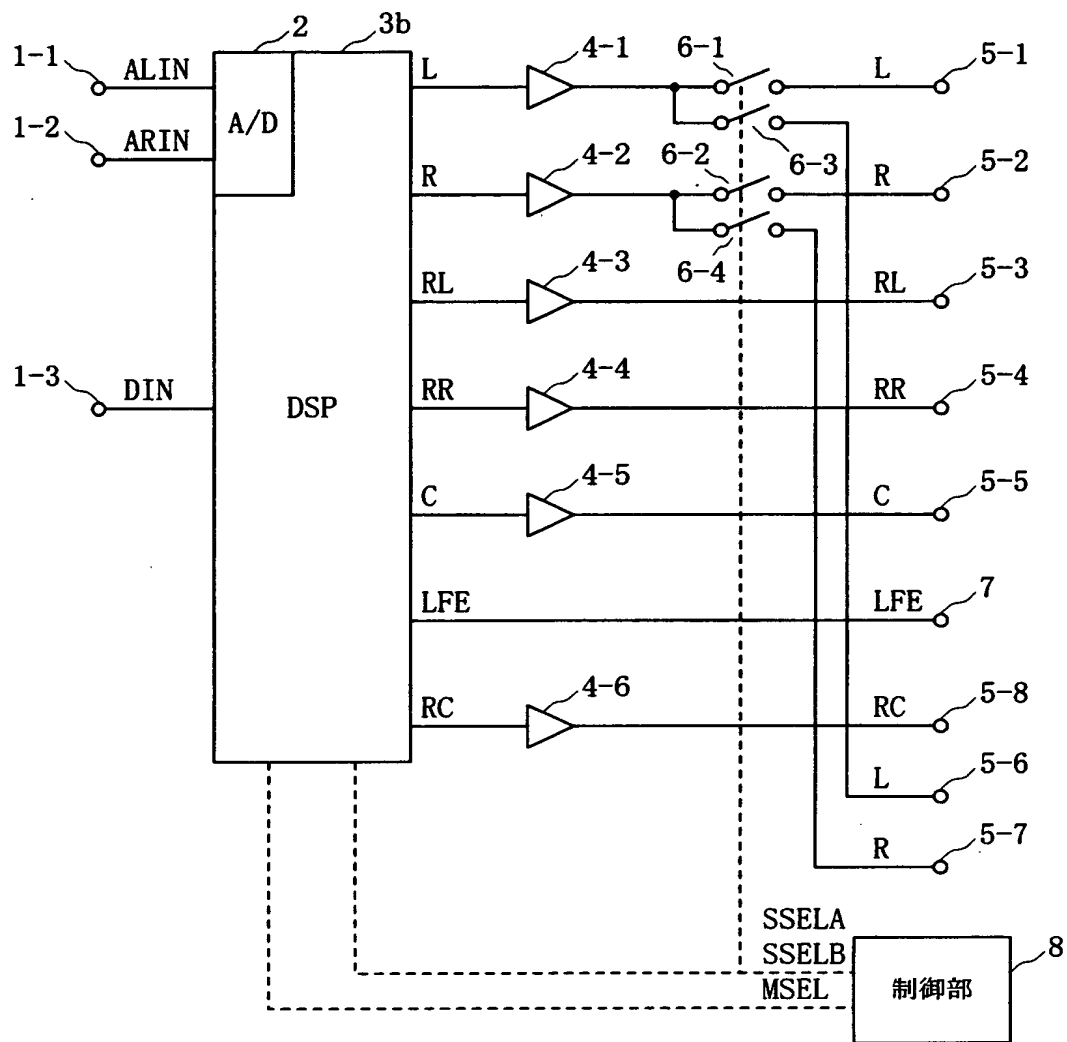 2
3b
1-1
ALIN
A/D
L
4-1
6-1
L
5-1
1-2
ARIN
6-3
R
4-2
6-2
R
5-2
6-4
RL
4-3
RL
5-3
1-3
DIN
DSP
RR
4-4
RR
5-4
C
4-5
C
5-5
LFE
LFE
7
RC
4-6
RC
5-8
L
5-6
R
5-7
SSELA
SSELB
MSEL
制御部
8